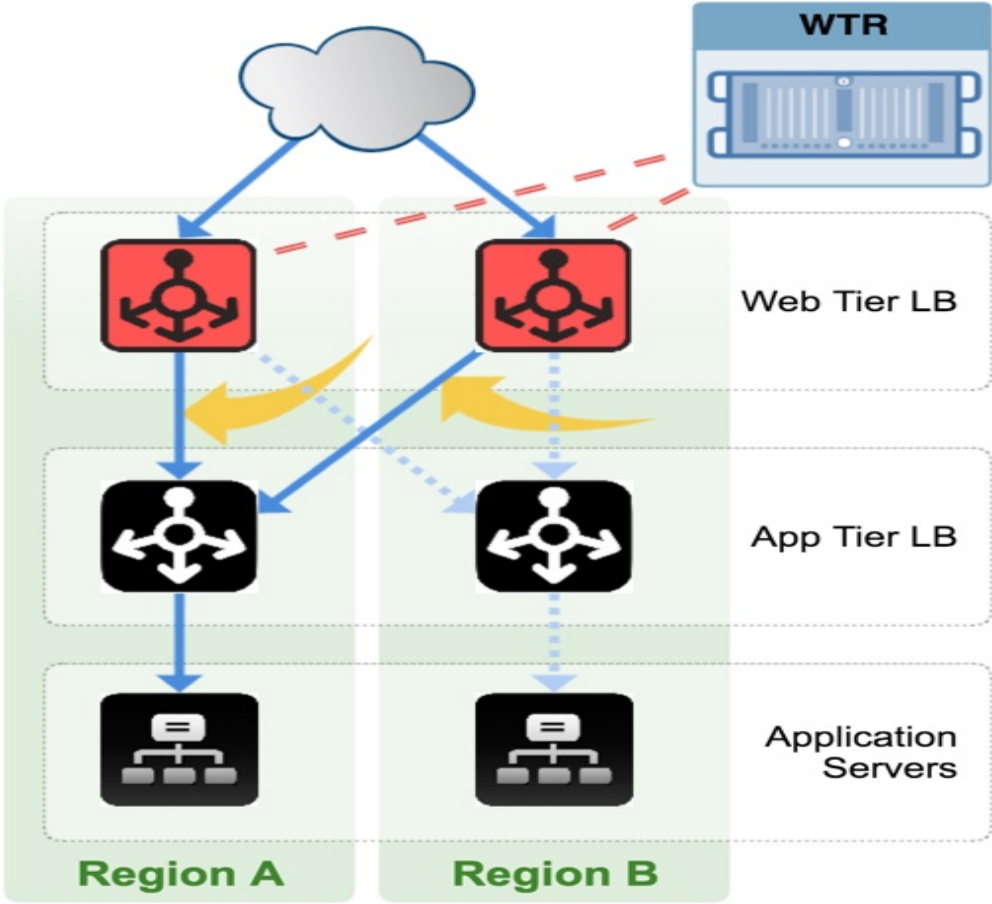 WTR
Web Tier LB
App Tier LB
Application
Servers
Region A
Region B